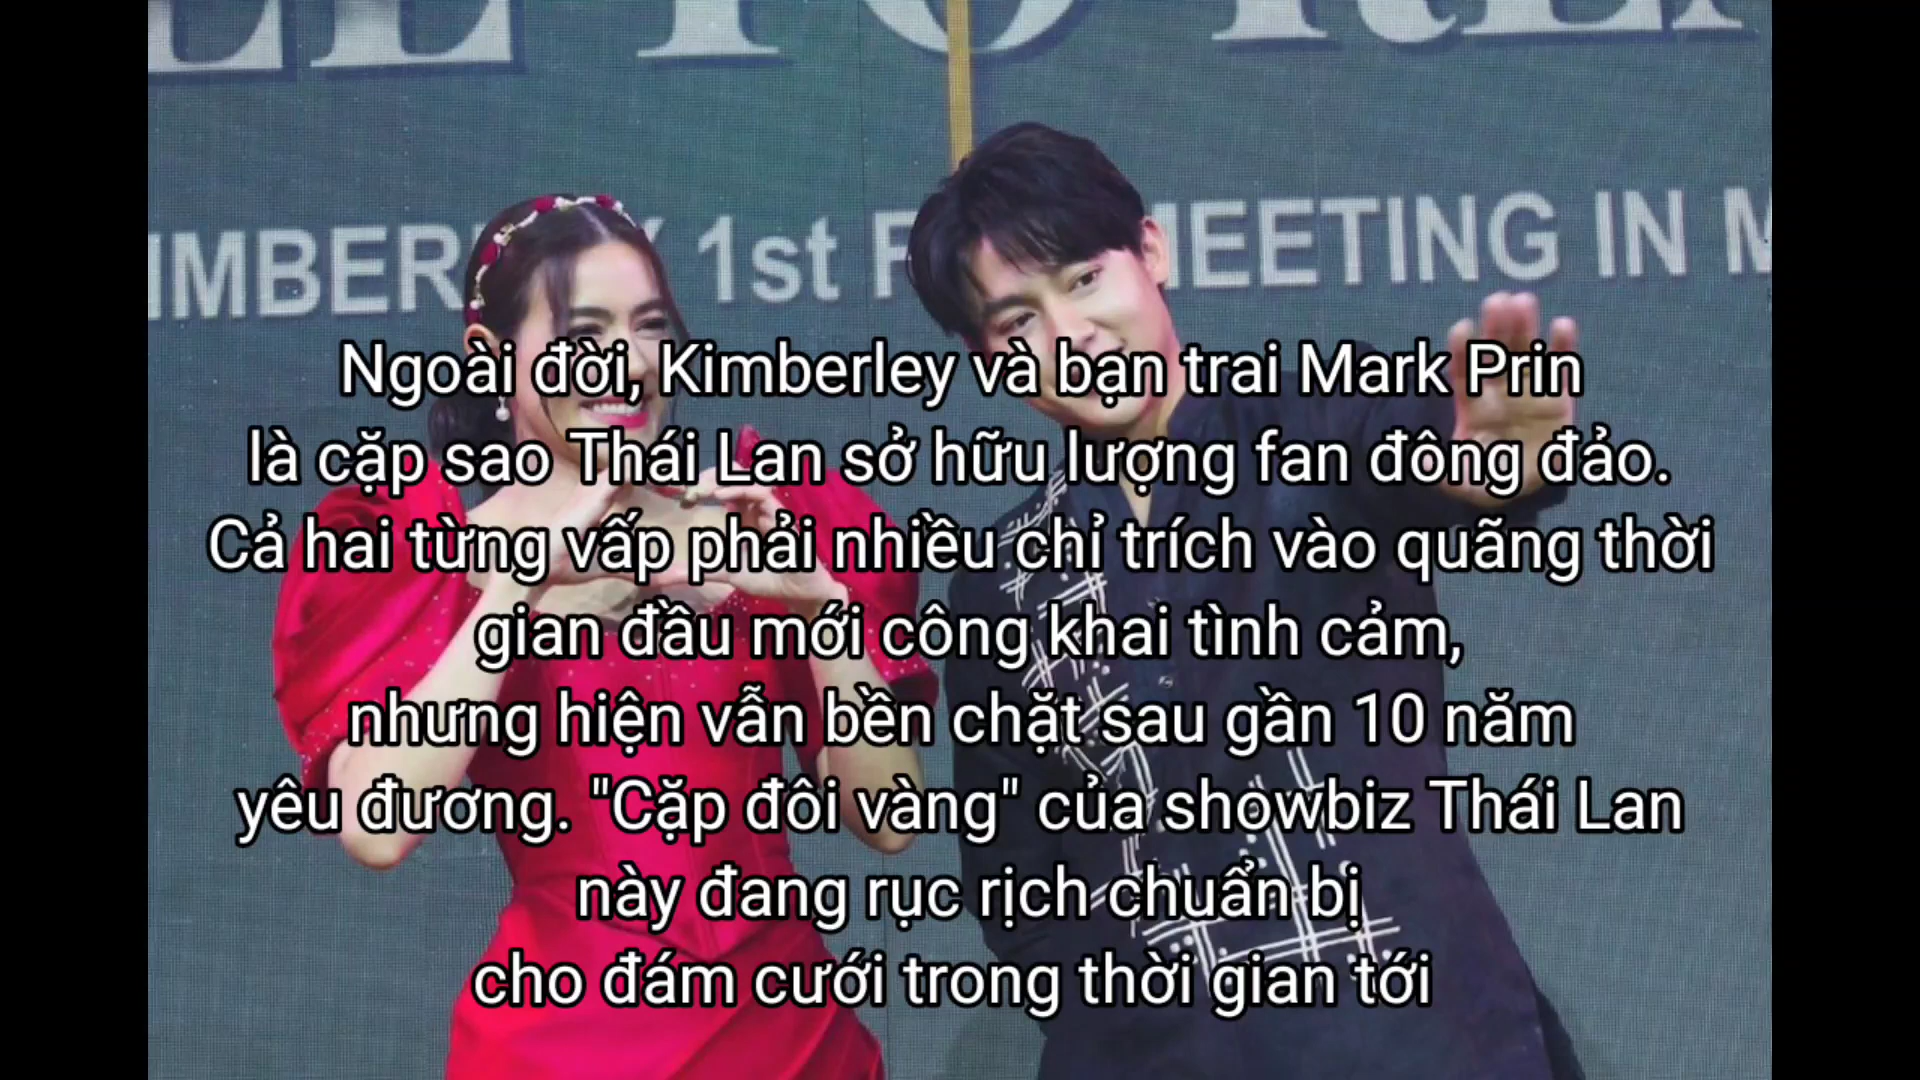 IMBER 1st F MEETING IN M
Ngoài đời, Kimberley và bạn trai Mark Prin
là cặp sao Thái Lan sở hữu lượng fan đông đảo.
Cả hai từng vấp phải nhiều chỉ trích vào quãng thời
gian đầu mới công khai tình cảm,
nhưng hiện vẫn bền chặt sau gần 10 năm
yêu đương. "Cặp đôi vàng" của showbiz Thái Lan
này đang rục rịch chuẩn bị
cho đám cưới trong thời gian tới